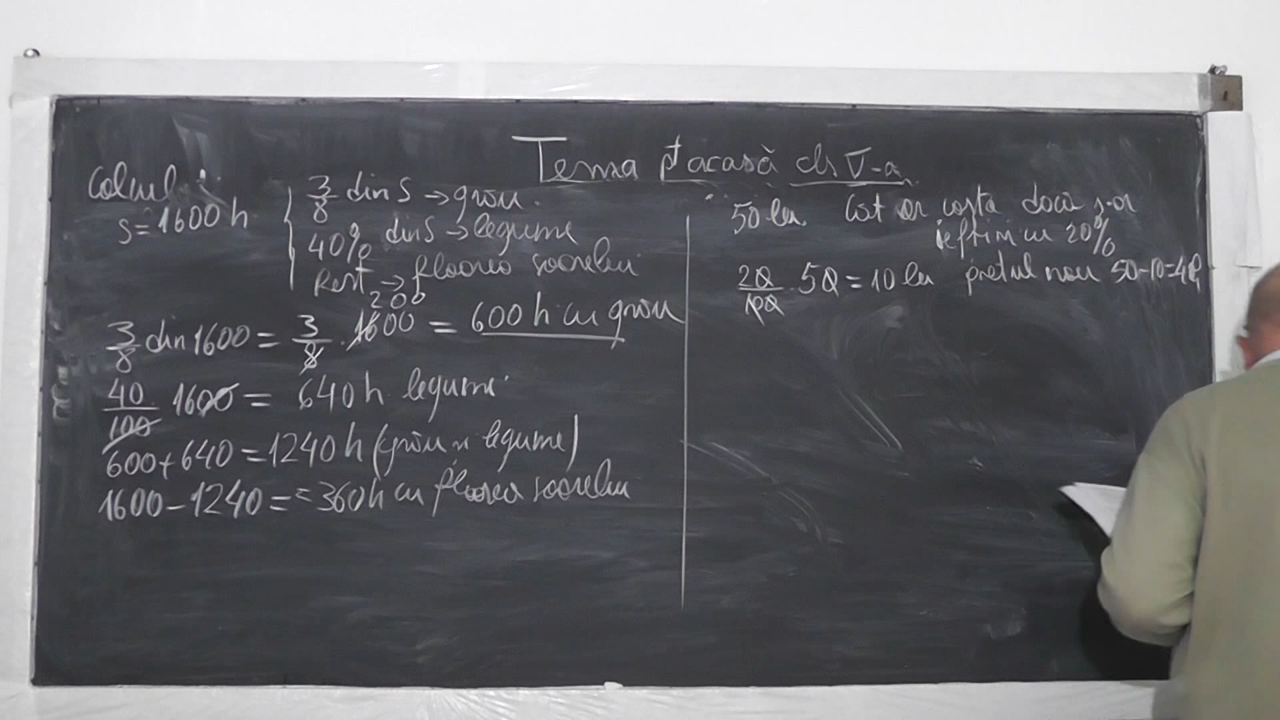 Tema pt acasă cls V-a
Calcul
S=1600 h
3/8 din S → grâu.
40% din S → legume
Rest → floarea soarelui
200
3/8 din 1600 = 3/8 · 1600 = 600 h cu grâu
40/100 · 1600 = 640 h legume
600+640=1240 h (grâu și legume)
1600-1240= =360h cu floarea soarelui
50 lei Cât ar costa dacă s-ar
ieftini cu 20%
20/100 · 50 = 10 lei prețul nou 50-10=4